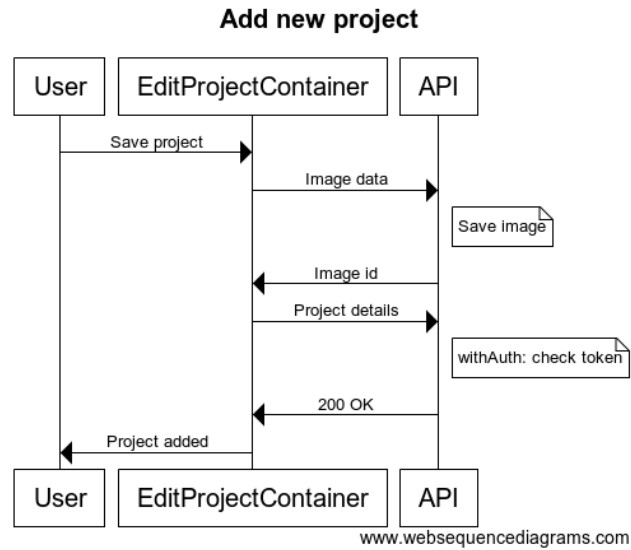 Add new project
User
EditProjectContainer
API
Save project
Image data
Save image
Image id
Project details
withAuth: check token
200 OK
Project added
User
EditProjectContainer
API
www.websequencediagrams.com